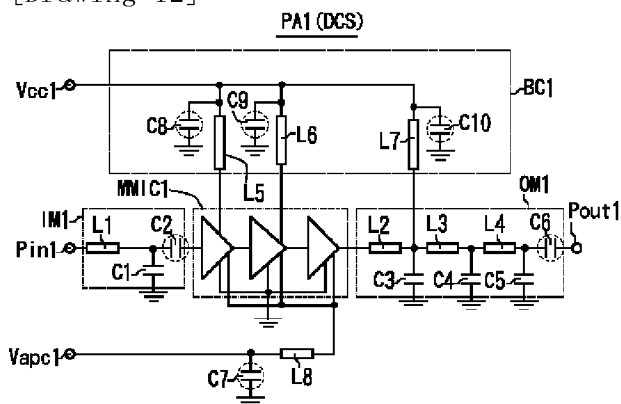 [Drawing 12]
PA1(DCS)
Vcc1
BC1
C8
C9
L6
L7
C10
L5
MMIC1
OM1
IM1
Pout1
L1
C2
L2
L3
L4
C6
Pin1
C1
C3
C4
C5
Vapc1
C7
L8